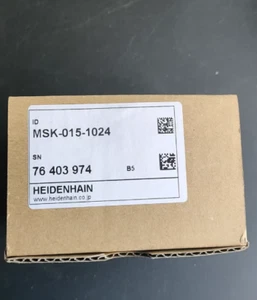 ID
MSK-015-1024
SN
76 403 974
B5
HEIDENHAIN
www.heidenhain.co.jp